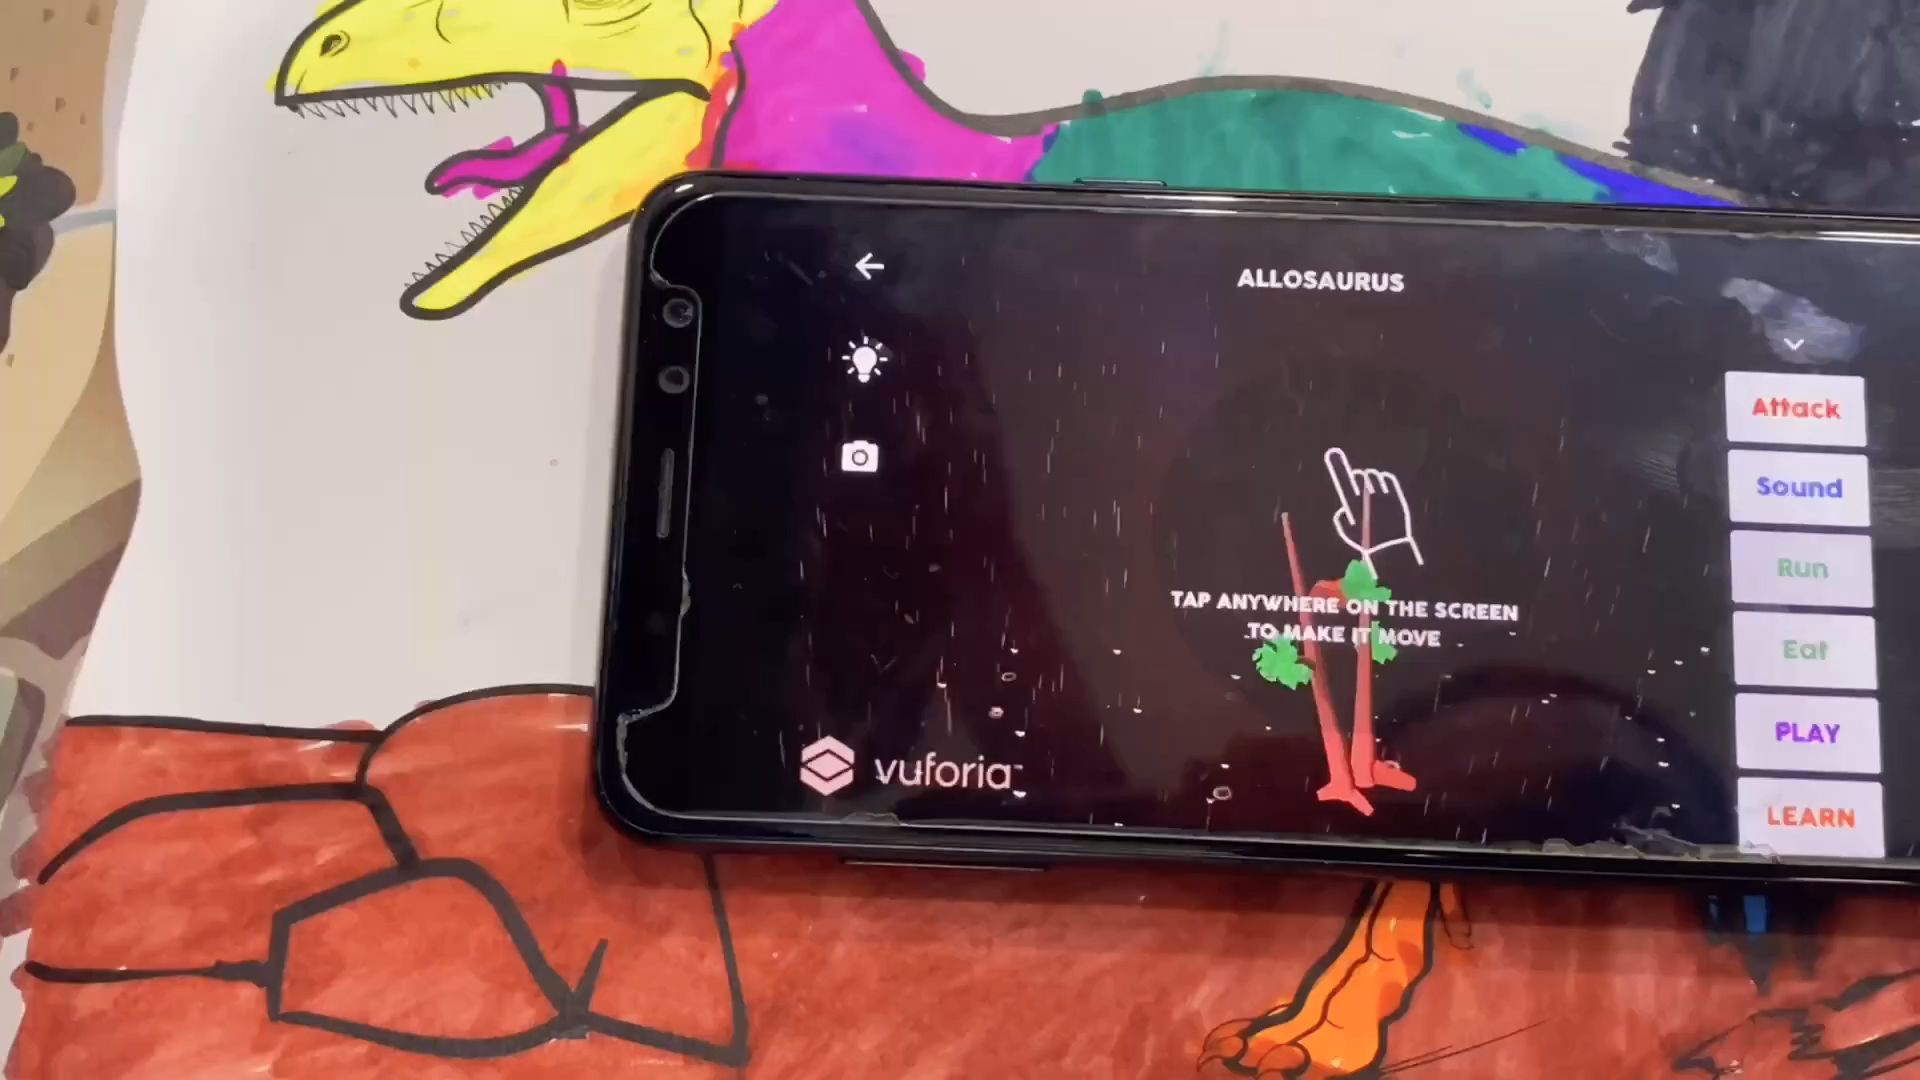 ALLOSAURUS
Attack
Sound
Run
Eat
PLAY
LEARN
TAP ANYWHERE ON THE SCREEN
TO MAKE IT MOVE
vuforia